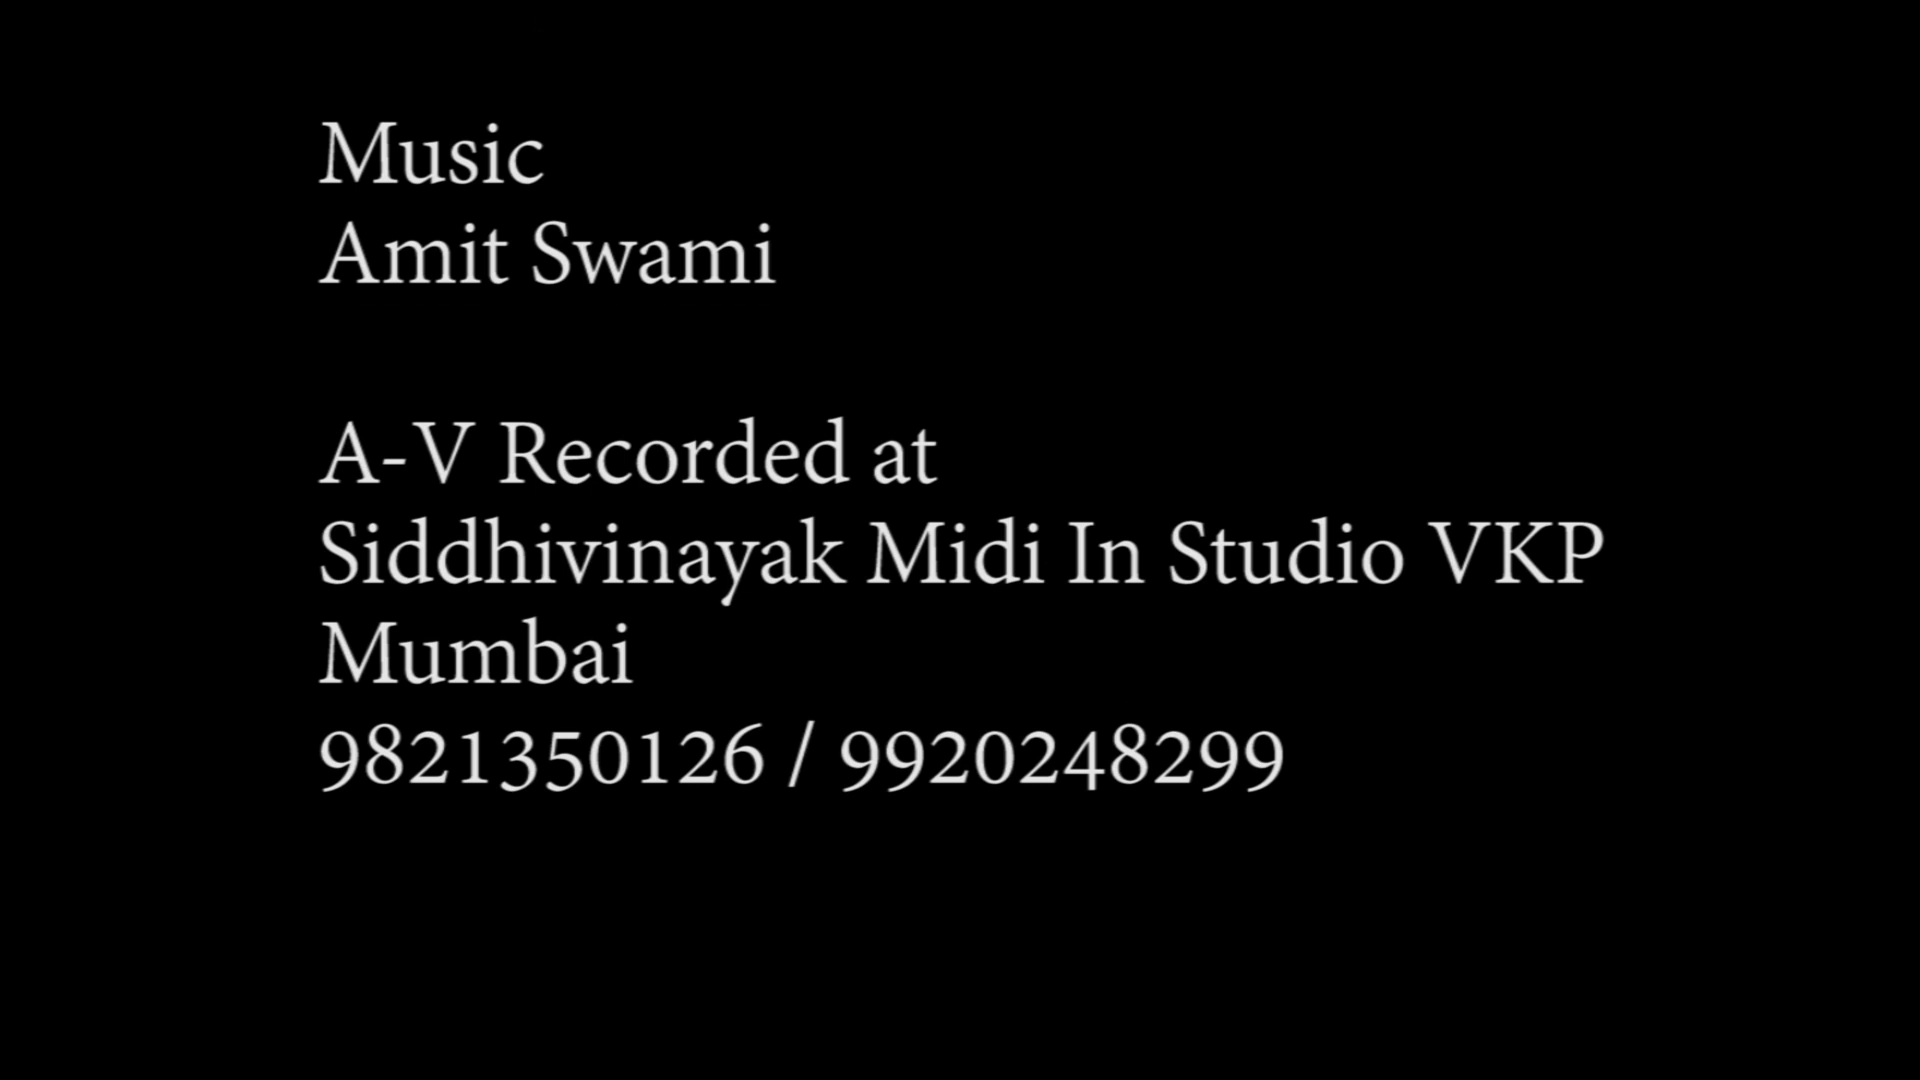 Music
Amit Swami
A-V Recorded at
Siddhivinayak Midi In Studio VKP
Mumbai
9821350126 / 9920248299